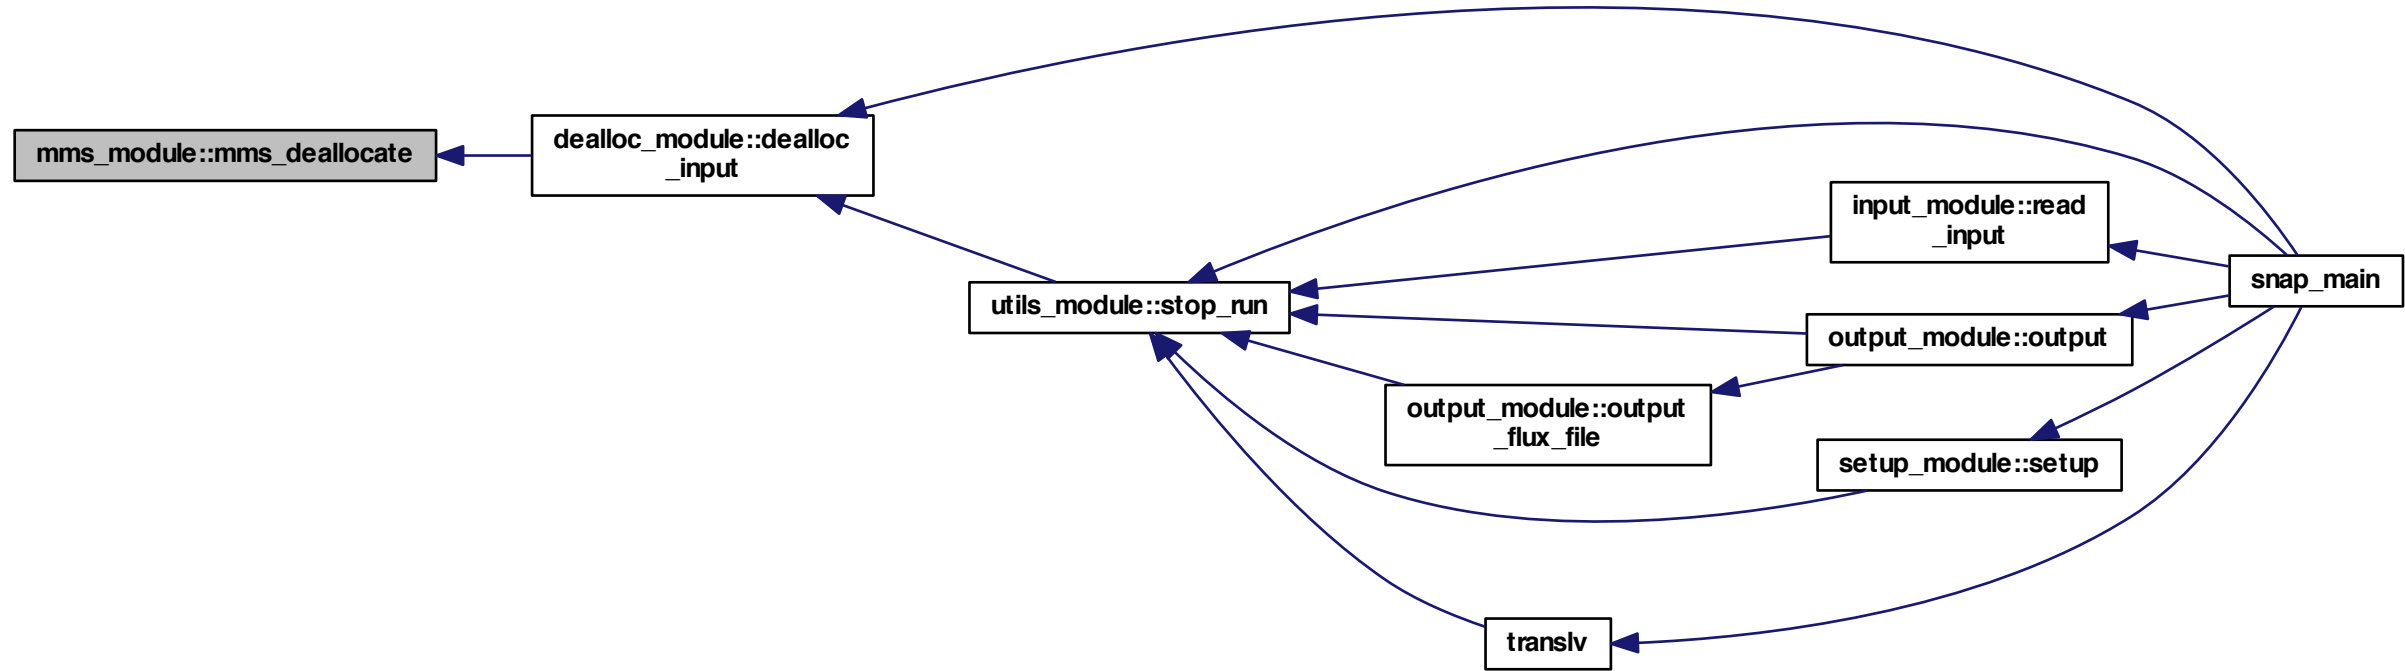 mms_module::mms_deallocate
dealloc_module::dealloc
_input
utils_module::stop_run
input_module::read
_input
output_module::output
output_module::output
_flux_file
setup_module::setup
translv
snap_main